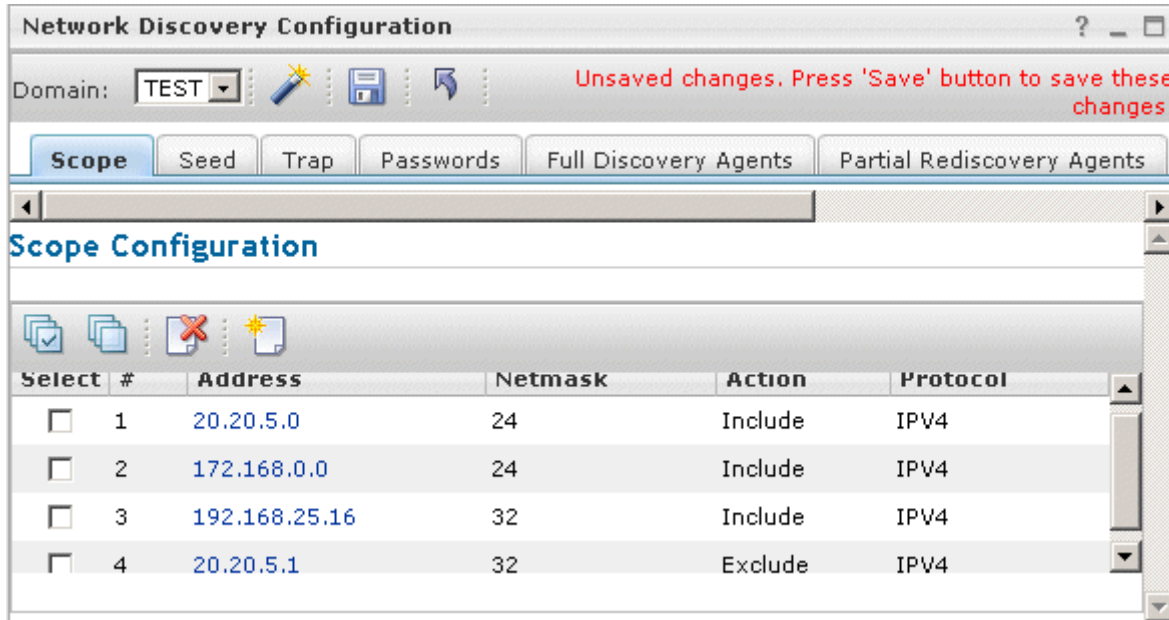 Network Discovery Configuration ?
Domain: TEST Unsaved changes. Press 'Save' button to save these
changes
Scope Seed Trap Passwords Full Discovery Agents Partial Rediscovery Agents
Scope Configuration
Select # Address Netmask Action Protocol
1 20.20.5.0 24 Include IPV4
2 172.168.0.0 24 Include IPV4
3 192.168.25.16 32 Include IPV4
4 20.20.5.1 32 Exclude IPV4